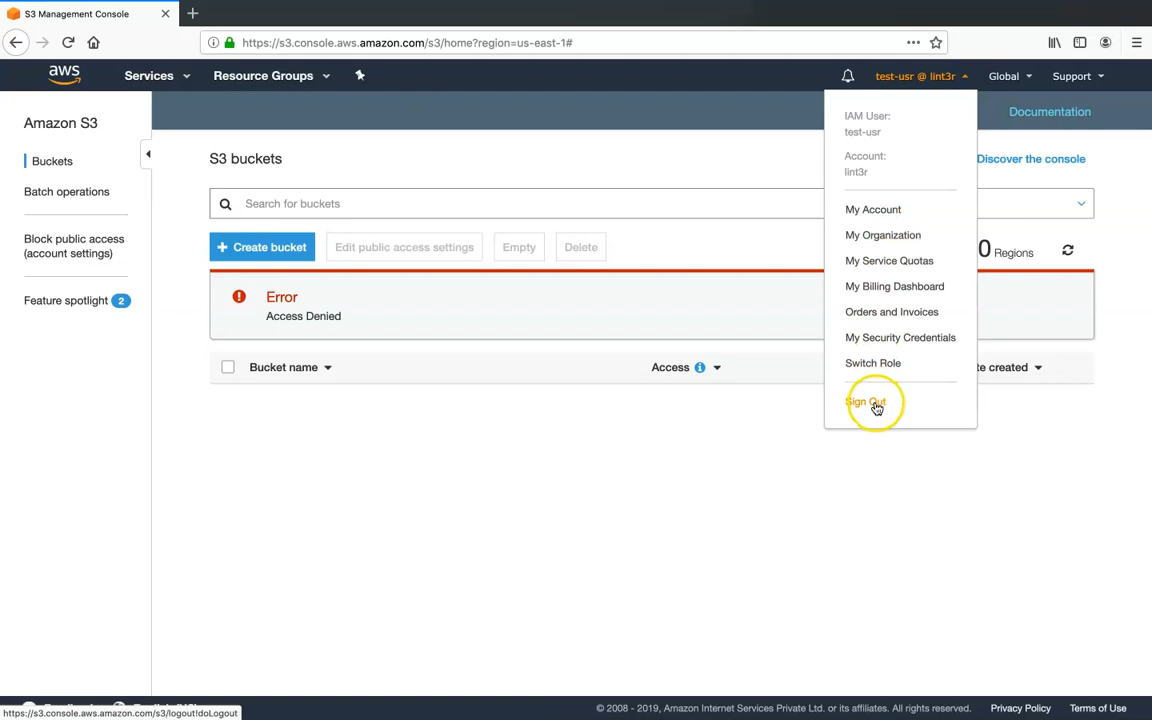 S3 Management Console
https://s3.console.aws.amazon.com/s3/home?region=us-east-1#
aws
Services
Resource Groups
test-usr @ lint3r
Global
Support
Documentation
Amazon S3
Buckets
Batch operations
Block public access
(account settings)
Feature spotlight 2
S3 buckets
Discover the console
Search for buckets
+ Create bucket
Edit public access settings
Empty
Delete
0 Regions
Error
Access Denied
Bucket name
Access
te created
IAM User:
test-usr
Account:
lint3r
My Account
My Organization
My Service Quotas
My Billing Dashboard
Orders and Invoices
My Security Credentials
Switch Role
Sign Out
https://s3.console.aws.amazon.com/s3/logout!doLogout
© 2008 - 2019, Amazon Internet Services Private Ltd. or its affiliates. All rights reserved.
Privacy Policy
Terms of Use